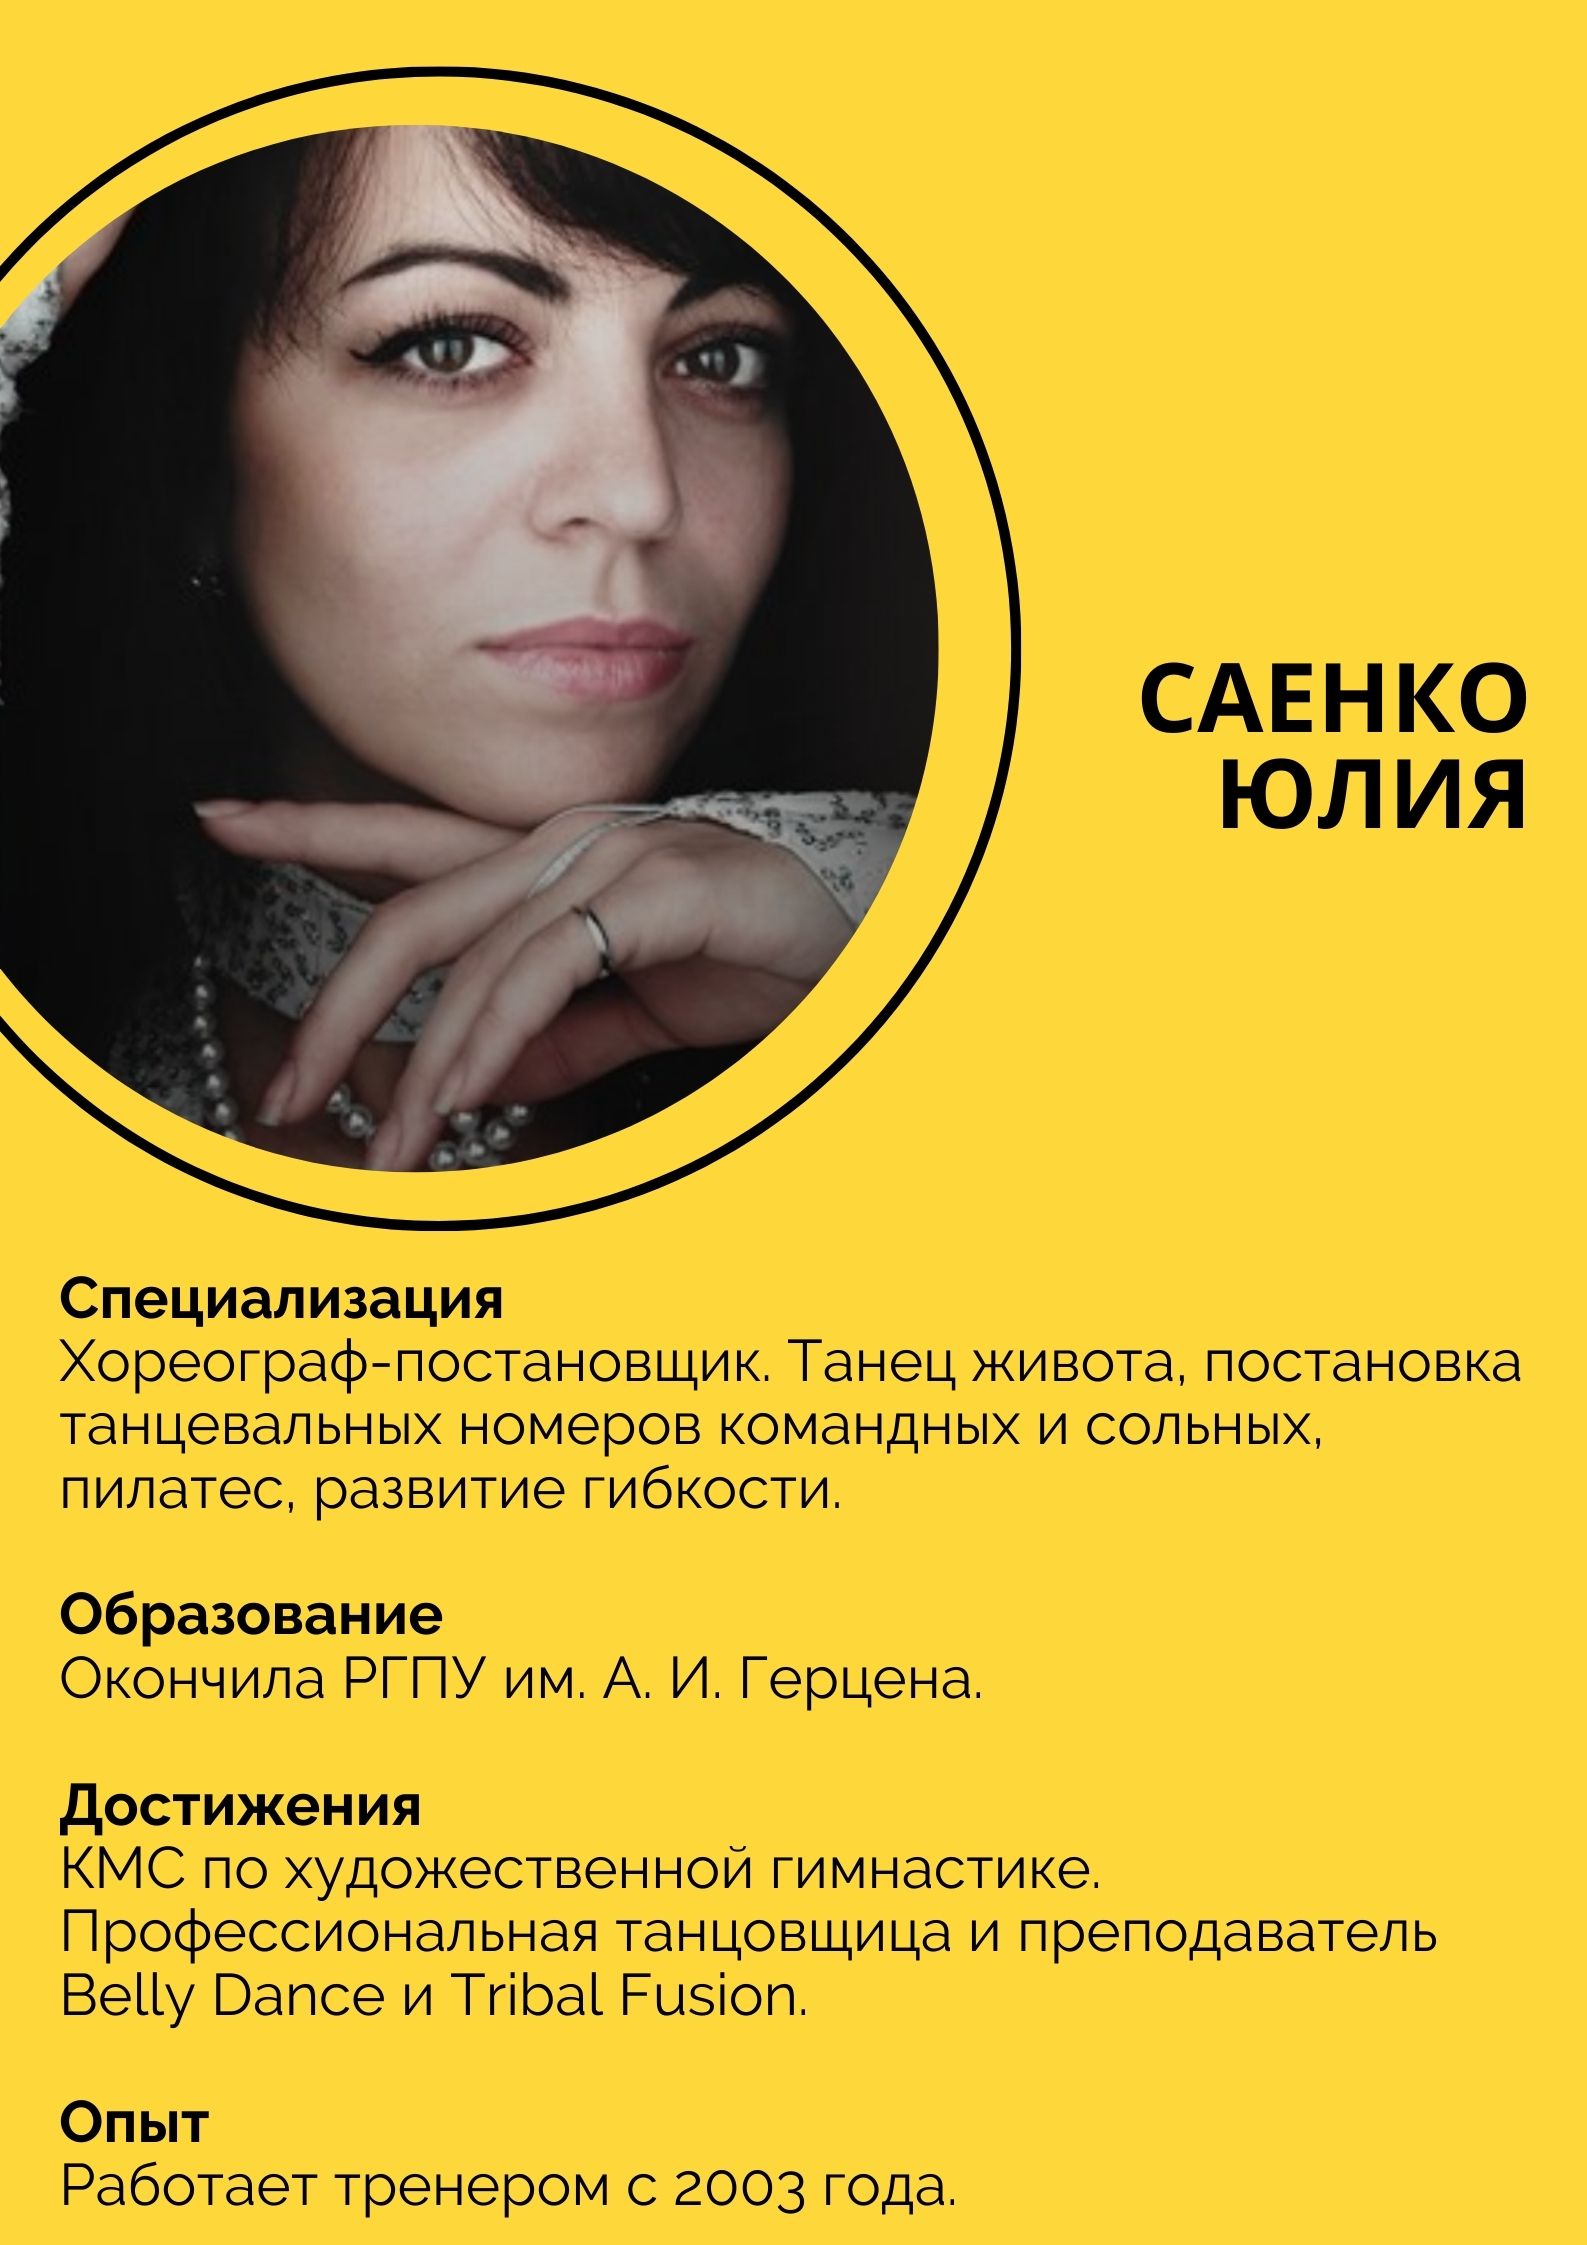 САЕНКО
ЮЛИЯ
Специализация
Хореограф-постановщик. Танец живота, постановка
танцевальных номеров командных и сольных,
пилатес, развитие гибкости.
Образование
Окончила РГПУ им. А. И. Герцена.
Достижения
КМС по художественной гимнастике.
Профессиональная танцовщица и преподаватель
Belly Dance и Tribal Fusion.
Опыт
Работает тренером с 2003 года.